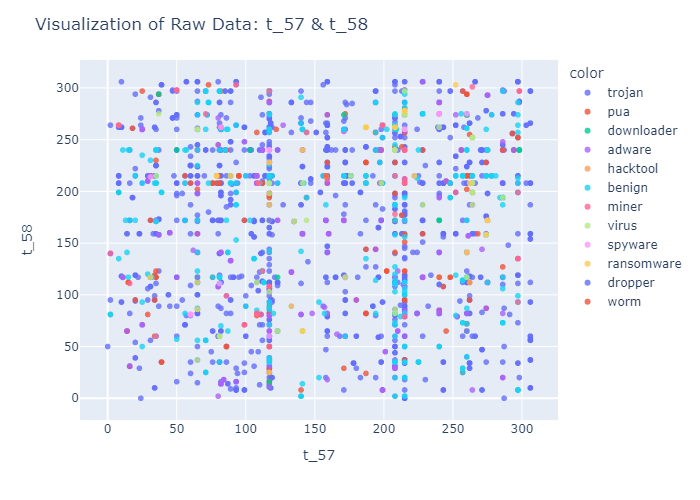 Visualization of Raw Data: t_57 & t_58
color
trojan
pua
downloader
adware
hacktool
benign
miner
virus
spyware
ransomware
dropper
worm
300
250
200
150
100
50
0
t_58
0 50 100 150 200 250 300
t_57